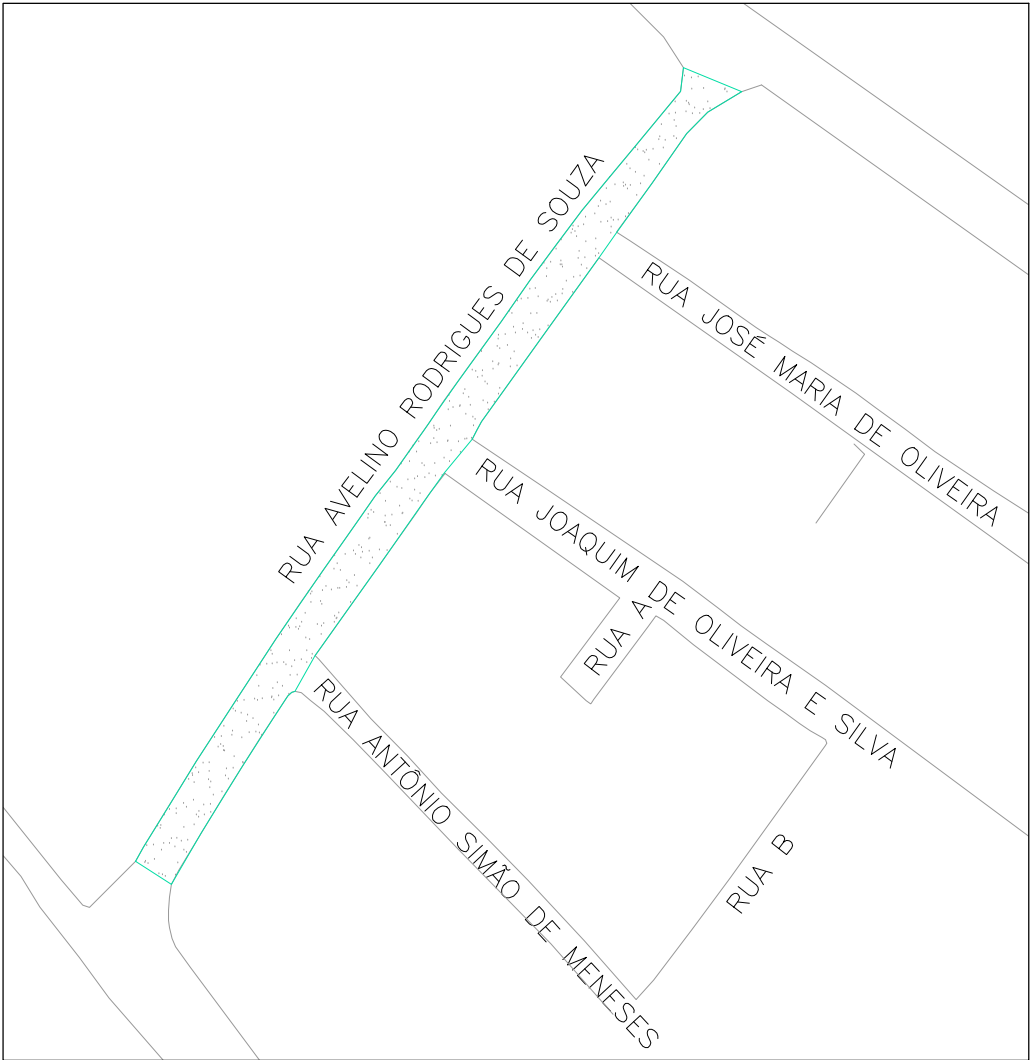 RUA AVELINO RODRIGUES DE SOUZA
RUA JOSÉ MARIA DE OLIVEIRA
RUA JOAQUIM DE OLIVEIRA E SILVA
RUA A
RUA ANTÔNIO SIMÃO DE MENESES
RUA B